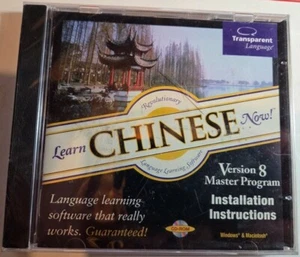 Transparent
Language®
Revolutionary
Learn CHINESE Now!
Language Learning Software
Version 8
Master Program
Language learning
software that really
works. Guaranteed!
Installation
Instructions
Windows® & Macintosh®